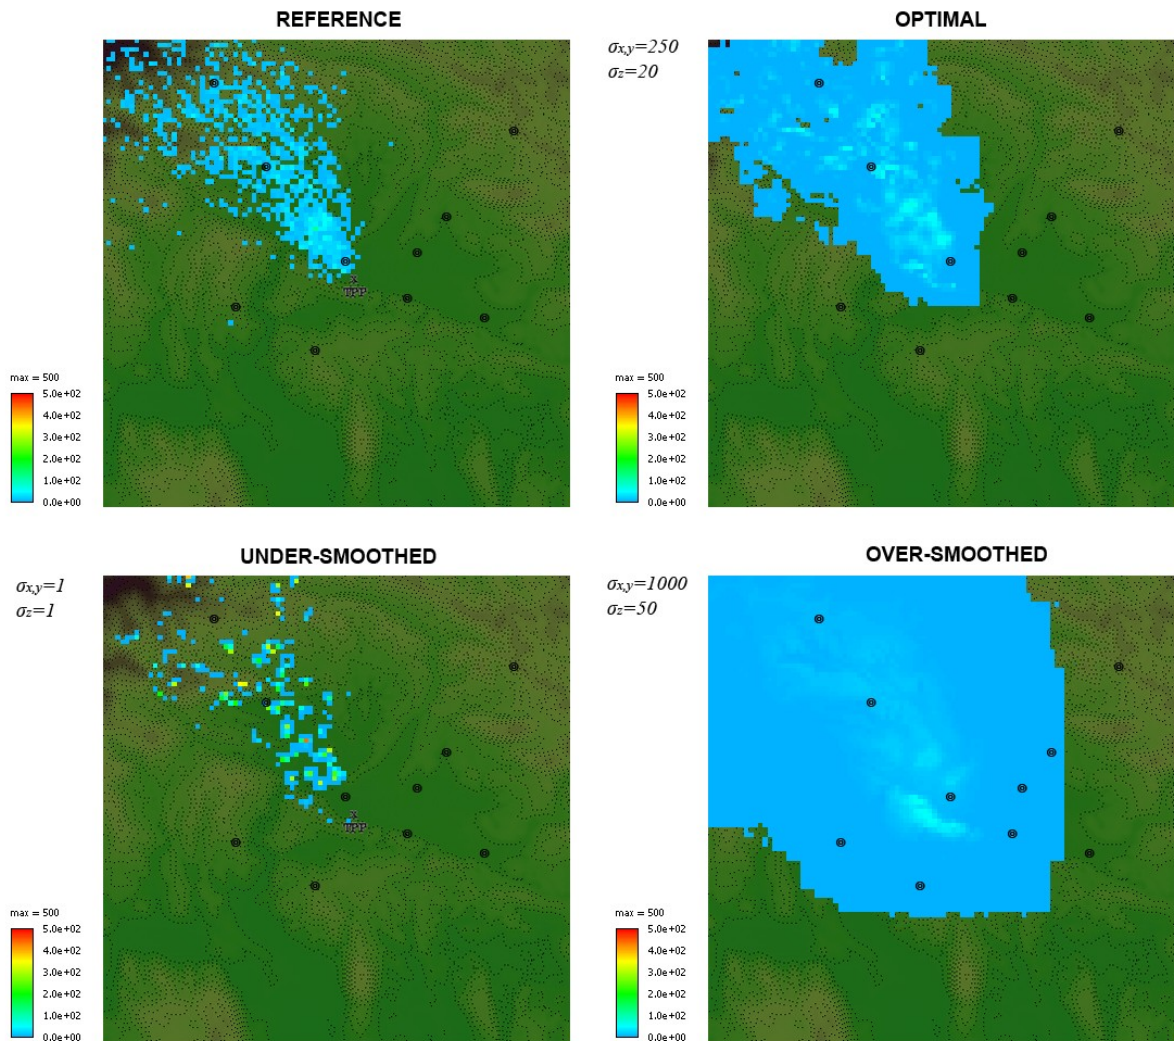 REFERENCE
OPTIMAL
σx,y=250
σz=20
TPP
max = 500
5.0e+02
4.0e+02
3.0e+02
2.0e+02
1.0e+02
0.0e+00
max = 500
5.0e+02
4.0e+02
3.0e+02
2.0e+02
1.0e+02
0.0e+00
UNDER-SMOOTHED
OVER-SMOOTHED
σx,y=1
σz=1
σx,y=1000
σz=50
TPP
max = 500
5.0e+02
4.0e+02
3.0e+02
2.0e+02
1.0e+02
0.0e+00
max = 500
5.0e+02
4.0e+02
3.0e+02
2.0e+02
1.0e+02
0.0e+00